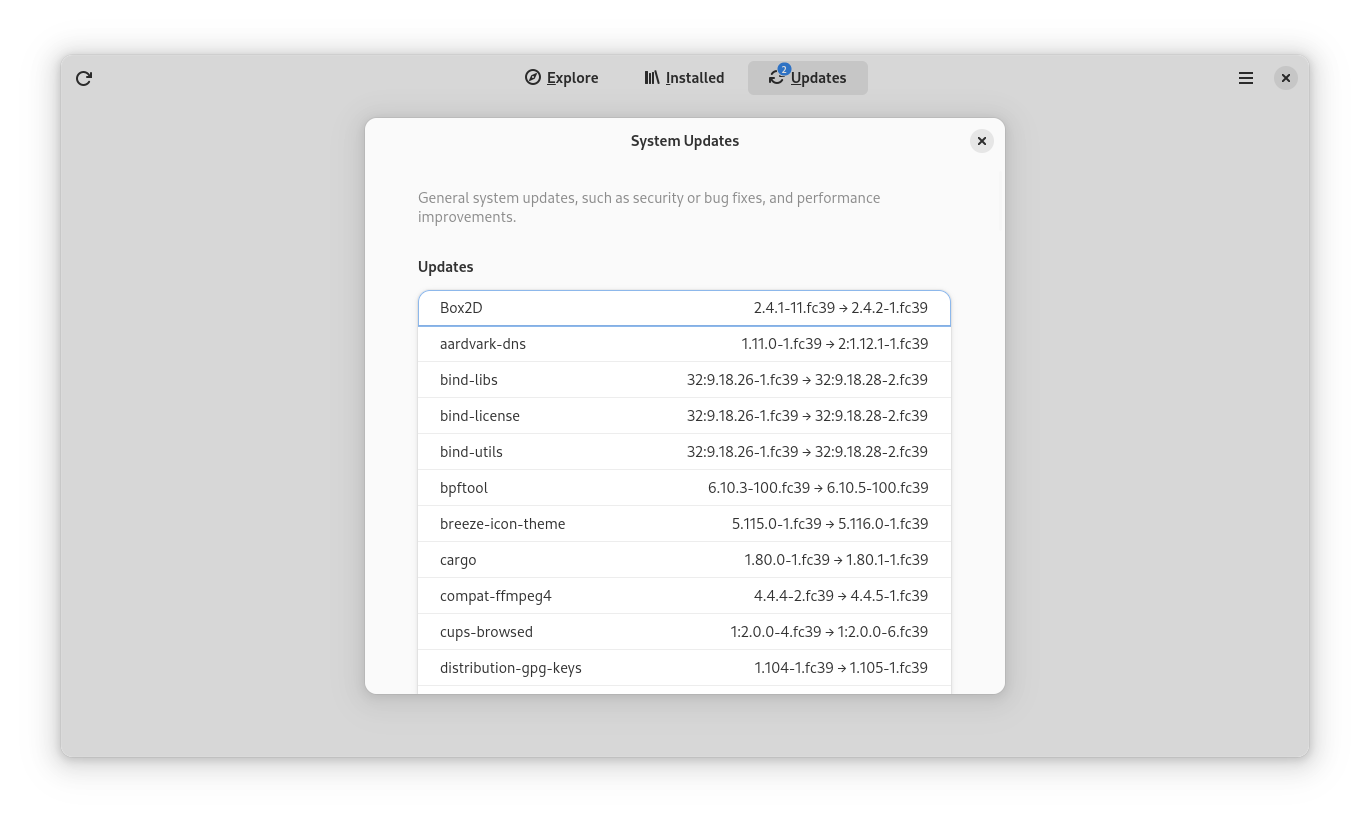 Explore
Installed
2
Updates
System Updates
General system updates, such as security or bug fixes, and performance
improvements.
Updates
Box2D 2.4.1-11.fc39 → 2.4.2-1.fc39
aardvark-dns 1.11.0-1.fc39 → 2:1.12.1-1.fc39
bind-libs 32:9.18.26-1.fc39 → 32:9.18.28-2.fc39
bind-license 32:9.18.26-1.fc39 → 32:9.18.28-2.fc39
bind-utils 32:9.18.26-1.fc39 → 32:9.18.28-2.fc39
bpftool 6.10.3-100.fc39 → 6.10.5-100.fc39
breeze-icon-theme 5.115.0-1.fc39 → 5.116.0-1.fc39
cargo 1.80.0-1.fc39 → 1.80.1-1.fc39
compat-ffmpeg4 4.4.4-2.fc39 → 4.4.5-1.fc39
cups-browsed 1:2.0.0-4.fc39 → 1:2.0.0-6.fc39
distribution-gpg-keys 1.104-1.fc39 → 1.105-1.fc39